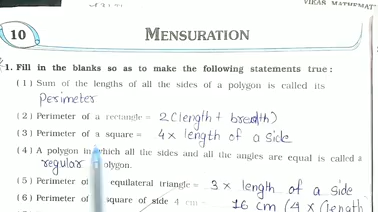 VIKAS MATHEMAT
10 MENSURATION
1. Fill in the blanks so as to make the following statements true :
(1) Sum of the lengths of all the sides of a polygon is called its
perimeter
(2) Perimeter of a rectangle = 2(length + breadth)
(3) Perimeter of a square = 4 x length of a side
(4) A polygon in which all the sides and all the angles are equal is called a
regular olygon.
(5) Perimeter of equilateral triangle = 3 x length of a side
(6) Perimeter of square of side 4 cm = 16 cm (4 x (length